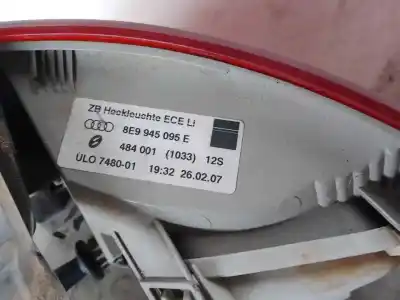 ZB Heckleuchte ECE Li
8E9 945 095 E
484 001 (1033) 12S
ULO 7480-01 19:32 26.02.07